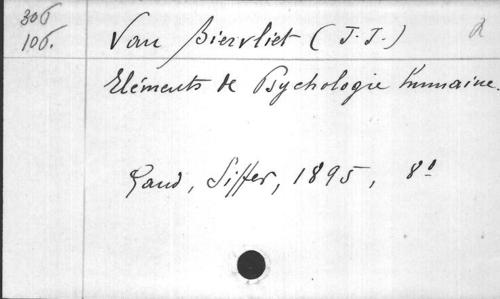 306 Van Biervliet (J.-J.) R
106.
Eléments de Psychologie humaine.
Gand, Siffer, 1895, 8°